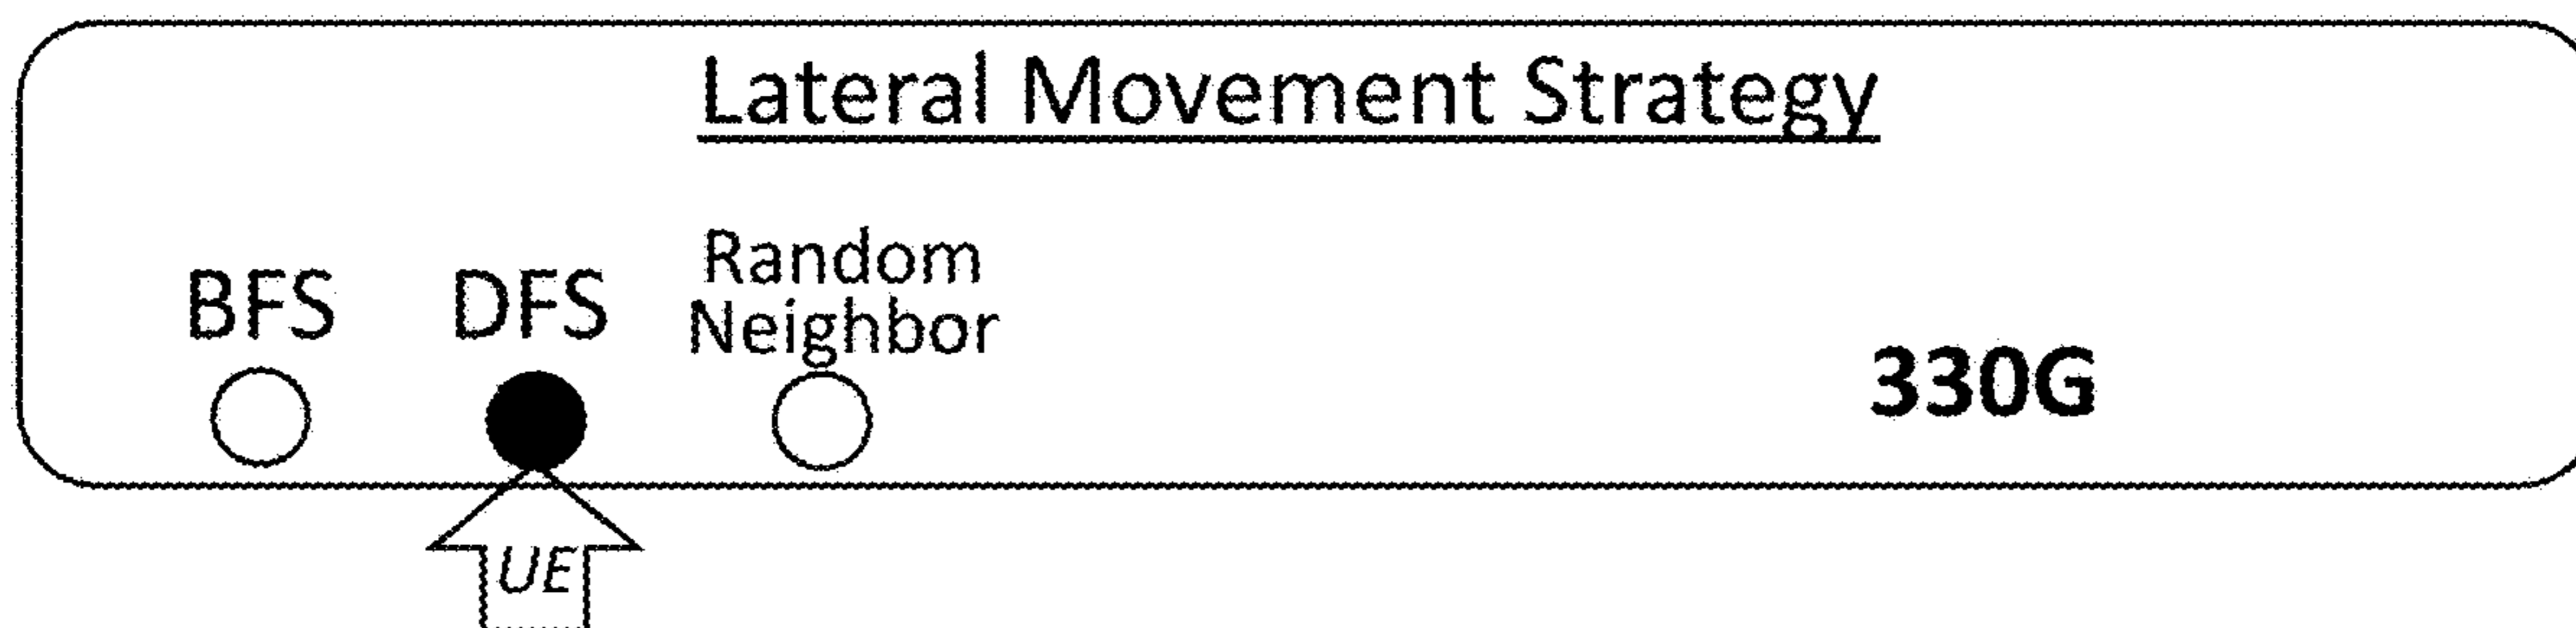 Lateral Movement Strategy
BFS DFS Random
Neighbor
330G
UE